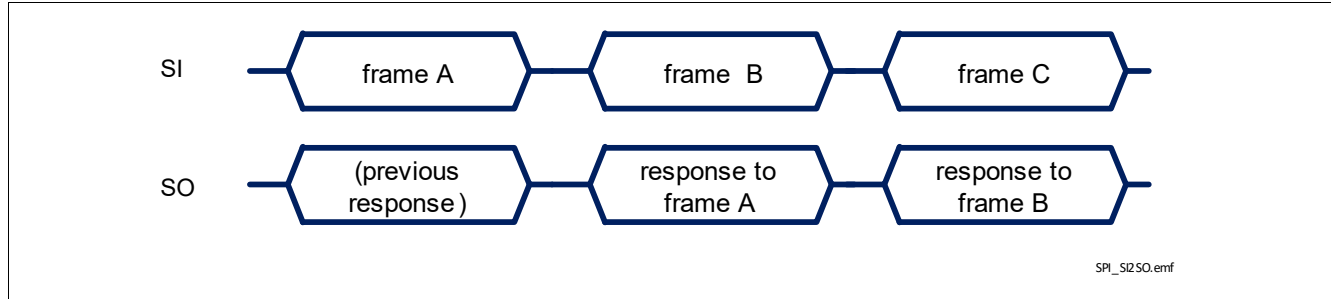 SI
frame A
frame B
frame C
SO
(previous
response)
response to
frame A
response to
frame B
SPI_SI2SO.emf